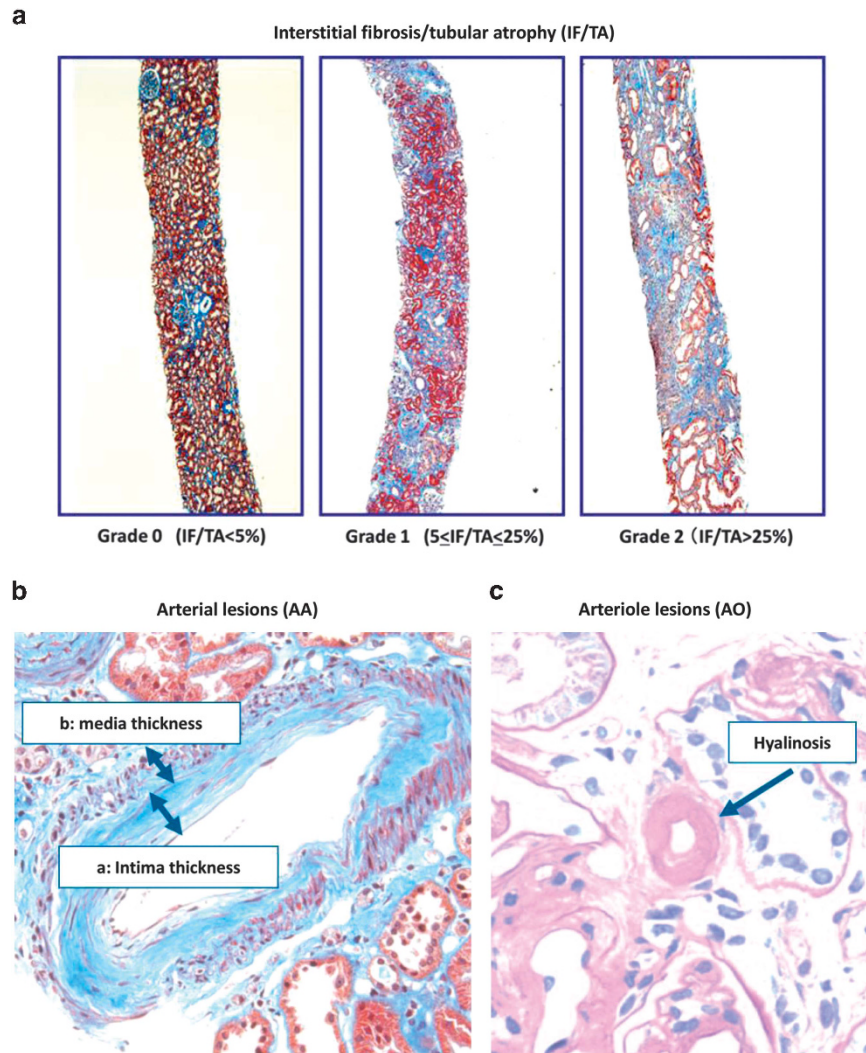 a
Interstitial fibrosis/tubular atrophy (IF/TA)
Grade 0 (IF/TA<5%)
Grade 1 (5≤IF/TA≤25%)
Grade 2 (IF/TA>25%)
b
Arterial lesions (AA)
b: media thickness
a: Intima thickness
c
Arteriole lesions (AO)
Hyalinosis